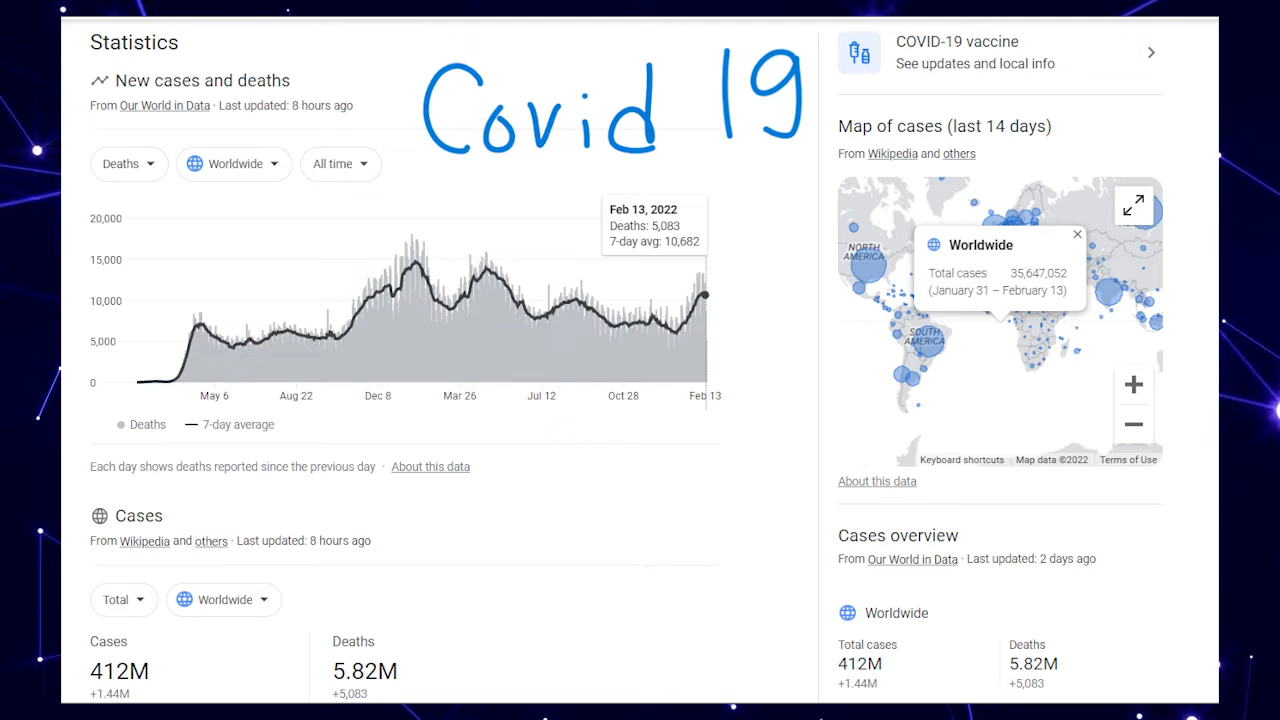 Statistics
Covid 19
New cases and deaths
From Our World in Data · Last updated: 8 hours ago
Deaths
Worldwide
All time
Feb 13, 2022
Deaths: 5,083
7-day avg: 10,682
20,000
15,000
10,000
5,000
0
May 6
Aug 22
Dec 8
Mar 26
Jul 12
Oct 28
Feb 13
Deaths
7-day average
Each day shows deaths reported since the previous day · About this data
Cases
From Wikipedia and others · Last updated: 8 hours ago
Total
Worldwide
Cases
412M
+1.44M
Deaths
5.82M
+5,083
COVID-19 vaccine
See updates and local info
Map of cases (last 14 days)
From Wikipedia and others
NORTH
AMERICA
Worldwide
Total cases 35,647,052
(January 31 – February 13)
SOUTH
AMERICA
Keyboard shortcuts
Map data ©2022
Terms of Use
About this data
Cases overview
From Our World in Data · Last updated: 2 days ago
Worldwide
Total cases
412M
+1.44M
Deaths
5.82M
+5,083